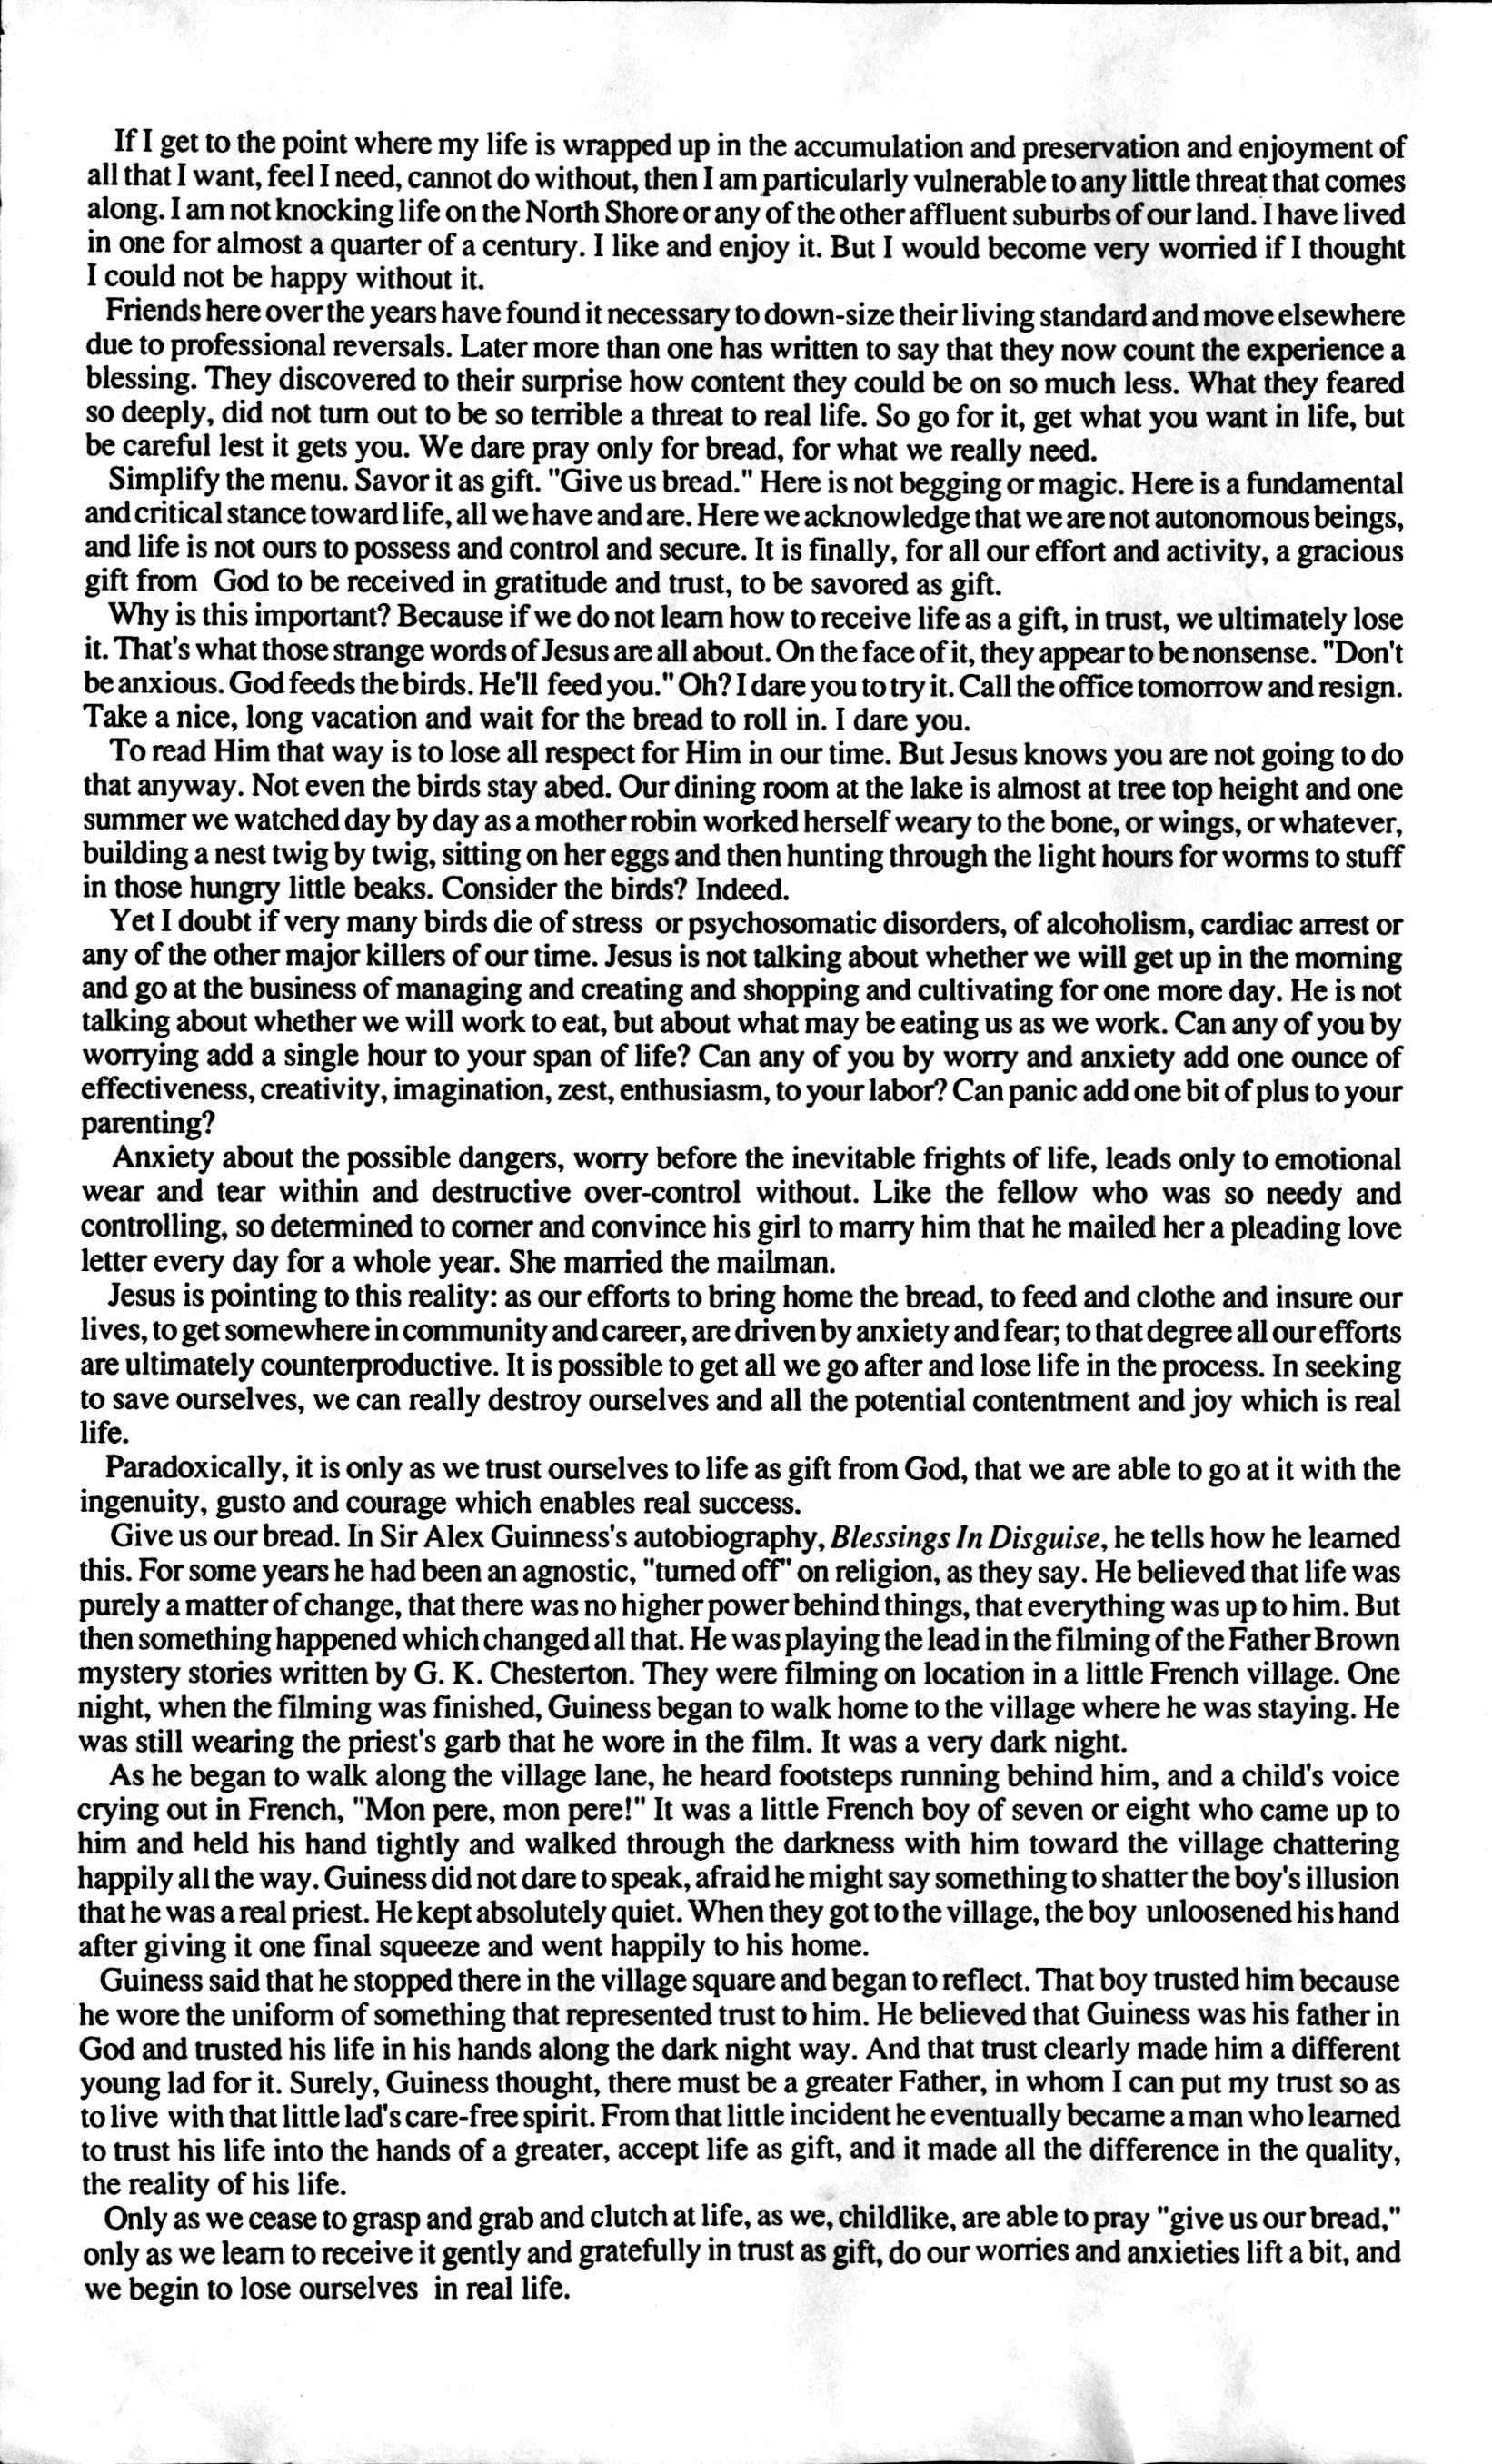 If I get to the point where my life is wrapped up in the accumulation and preservation and enjoyment of
all that I want, feel I need, cannot do without, then I am particularly vulnerable to any little threat that comes
along. I am not knocking life on the North Shore or any of the other affluent suburbs of our land. I have lived
in one for almost a quarter of a century. I like and enjoy it. But I would become very worried if I thought
I could not be happy without it.
Friends here over the years have found it necessary to down-size their living standard and move elsewhere
due to professional reversals. Later more than one has written to say that they now count the experience a
blessing. They discovered to their surprise how content they could be on so much less. What they feared
so deeply, did not turn out to be so terrible a threat to real life. So go for it, get what you want in life, but
be careful lest it gets you. We dare pray only for bread, for what we really need.
Simplify the menu. Savor it as gift. "Give us bread." Here is not begging or magic. Here is a fundamental
and critical stance toward life, all we have and are. Here we acknowledge that we are not autonomous beings,
and life is not ours to possess and control and secure. It is finally, for all our effort and activity, a gracious
gift from God to be received in gratitude and trust, to be savored as gift.
Why is this important? Because if we do not learn how to receive life as a gift, in trust, we ultimately lose
it. That's what those strange words of Jesus are all about. On the face of it, they appear to be nonsense. "Don't
be anxious. God feeds the birds. He'll feed you." Oh? I dare you to try it. Call the office tomorrow and resign.
Take a nice, long vacation and wait for the bread to roll in. I dare you.
To read Him that way is to lose all respect for Him in our time. But Jesus knows you are not going to do
that anyway. Not even the birds stay abed. Our dining room at the lake is almost at tree top height and one
summer we watched day by day as a mother robin worked herself weary to the bone, or wings, or whatever,
building a nest twig by twig, sitting on her eggs and then hunting through the light hours for worms to stuff
in those hungry little beaks. Consider the birds? Indeed.
Yet I doubt if very many birds die of stress or psychosomatic disorders, of alcoholism, cardiac arrest or
any of the other major killers of our time. Jesus is not talking about whether we will get up in the morning
and go at the business of managing and creating and shopping and cultivating for one more day. He is not
talking about whether we will work to eat, but about what may be eating us as we work. Can any of you by
worrying add a single hour to your span of life? Can any of you by worry and anxiety add one ounce of
effectiveness, creativity, imagination, zest, enthusiasm, to your labor? Can panic add one bit of plus to your
parenting?
Anxiety about the possible dangers, worry before the inevitable frights of life, leads only to emotional
wear and tear within and destructive over-control without. Like the fellow who was so needy and
controlling, so determined to corner and convince his girl to marry him that he mailed her a pleading love
letter every day for a whole year. She married the mailman.
Jesus is pointing to this reality: as our efforts to bring home the bread, to feed and clothe and insure our
lives, to get somewhere in community and career, are driven by anxiety and fear; to that degree all our efforts
are ultimately counterproductive. It is possible to get all we go after and lose life in the process. In seeking
to save ourselves, we can really destroy ourselves and all the potential contentment and joy which is real
life.
Paradoxically, it is only as we trust ourselves to life as gift from God, that we are able to go at it with the
ingenuity, gusto and courage which enables real success.
Give us our bread. In Sir Alex Guinness's autobiography, Blessings In Disguise, he tells how he learned
this. For some years he had been an agnostic, "turned off" on religion, as they say. He believed that life was
purely a matter of change, that there was no higher power behind things, that everything was up to him. But
then something happened which changed all that. He was playing the lead in the filming of the Father Brown
mystery stories written by G. K. Chesterton. They were filming on location in a little French village. One
night, when the filming was finished, Guiness began to walk home to the village where he was staying. He
was still wearing the priest's garb that he wore in the film. It was a very dark night.
As he began to walk along the village lane, he heard footsteps running behind him, and a child's voice
crying out in French, "Mon pere, mon pere!" It was a little French boy of seven or eight who came up to
him and held his hand tightly and walked through the darkness with him toward the village chattering
happily all the way. Guiness did not dare to speak, afraid he might say something to shatter the boy's illusion
that he was a real priest. He kept absolutely quiet. When they got to the village, the boy unloosened his hand
after giving it one final squeeze and went happily to his home.
Guiness said that he stopped there in the village square and began to reflect. That boy trusted him because
he wore the uniform of something that represented trust to him. He believed that Guiness was his father in
God and trusted his life in his hands along the dark night way. And that trust clearly made him a different
young lad for it. Surely, Guiness thought, there must be a greater Father, in whom I can put my trust so as
to live with that little lad's care-free spirit. From that little incident he eventually became a man who learned
to trust his life into the hands of a greater, accept life as gift, and it made all the difference in the quality,
the reality of his life.
Only as we cease to grasp and grab and clutch at life, as we, childlike, are able to pray "give us our bread,"
only as we learn to receive it gently and gratefully in trust as gift, do our worries and anxieties lift a bit, and
we begin to lose ourselves in real life.